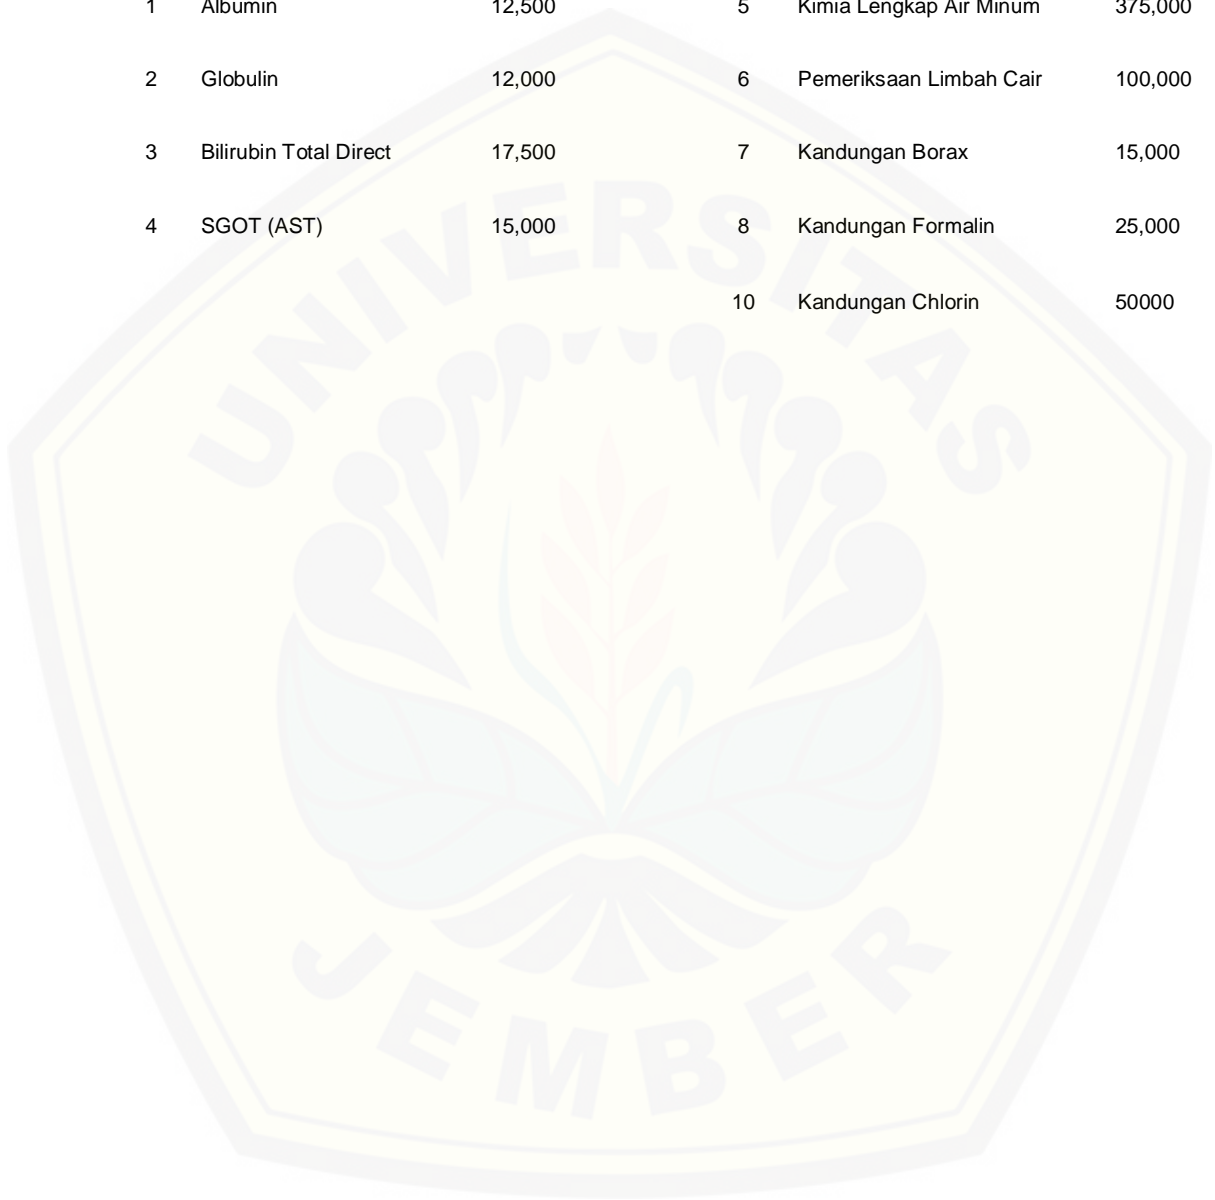 1 Albumin 12,500 5 Kimia Lengkap Air Minum 375,000
2 Globulin 12,000 6 Pemeriksaan Limbah Cair 100,000
3 Bilirubin Total Direct 17,500 7 Kandungan Borax 15,000
4 SGOT (AST) 15,000 8 Kandungan Formalin 25,000
10 Kandungan Chlorin 50000
UNIVERSITAS
JEMBER